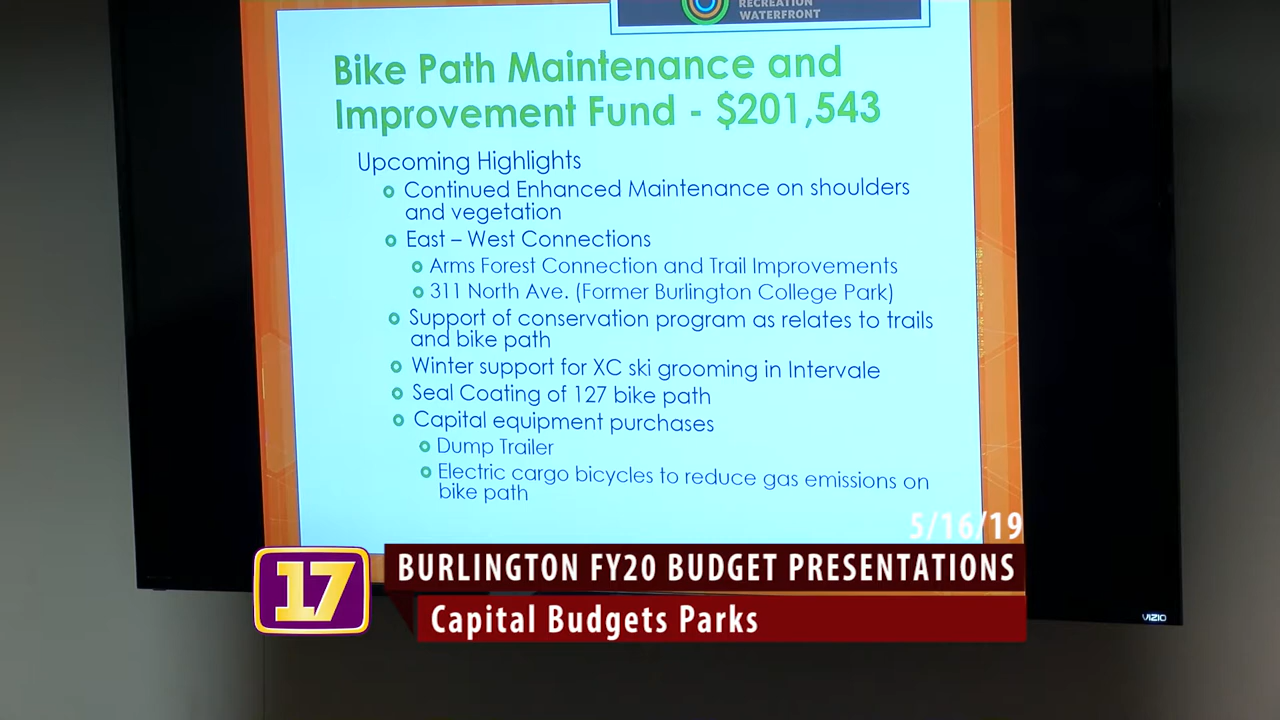 RECREATION
WATERFRONT
Bike Path Maintenance and
Improvement Fund - $201,543
Upcoming Highlights
Continued Enhanced Maintenance on shoulders
and vegetation
East – West Connections
Arms Forest Connection and Trail Improvements
311 North Ave. (Former Burlington College Park)
Support of conservation program as relates to trails
and bike path
Winter support for XC ski grooming in Intervale
Seal Coating of 127 bike path
Capital equipment purchases
Dump Trailer
Electric cargo bicycles to reduce gas emissions on
bike path
5/16/19
17
BURLINGTON FY20 BUDGET PRESENTATIONS
Capital Budgets Parks
VIZIO